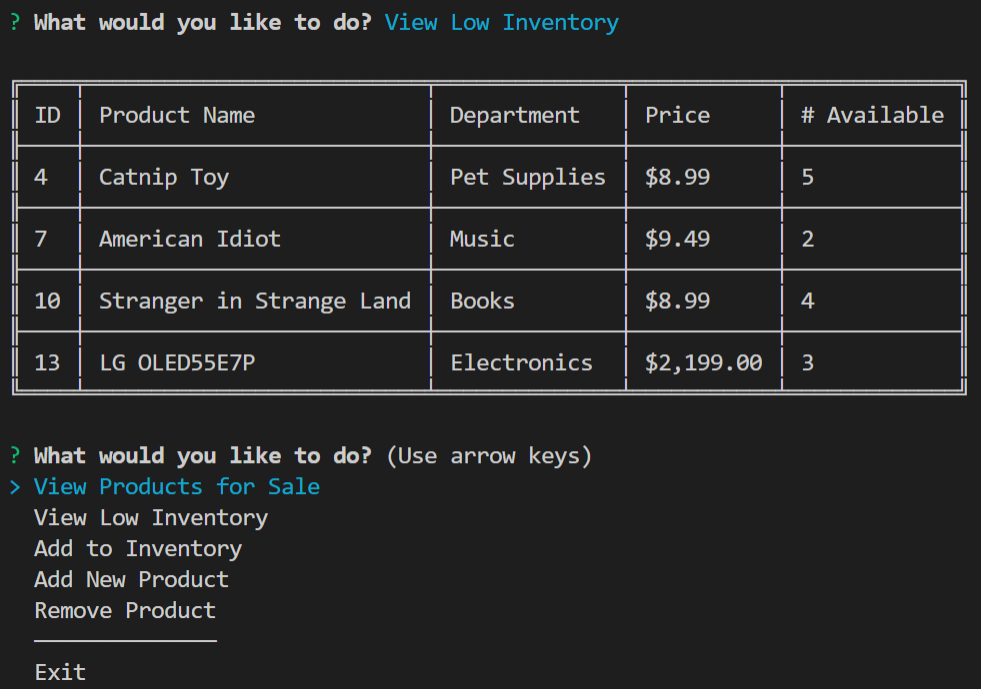 ? What would you like to do? View Low Inventory
ID Product Name Department Price # Available
4 Catnip Toy Pet Supplies $8.99 5
7 American Idiot Music $9.49 2
10 Stranger in Strange Land Books $8.99 4
13 LG OLED55E7P Electronics $2,199.00 3
? What would you like to do? (Use arrow keys)
> View Products for Sale
View Low Inventory
Add to Inventory
Add New Product
Remove Product
Exit